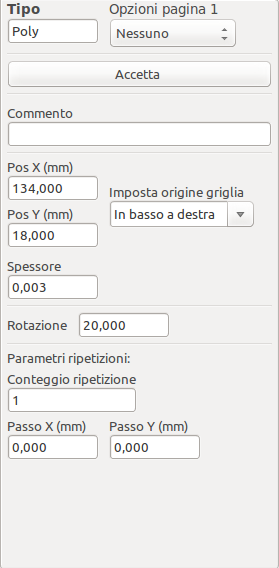 Tipo
Opzioni pagina 1
Poly
Nessuno
Accetta
Commento
Pos X (mm)
134,000
Imposta origine griglia
Pos Y (mm)
In basso a destra
18,000
Spessore
0,003
Rotazione 20,000
Parametri ripetizioni:
Conteggio ripetizione
1
Passo X (mm) Passo Y (mm)
0,000 0,000